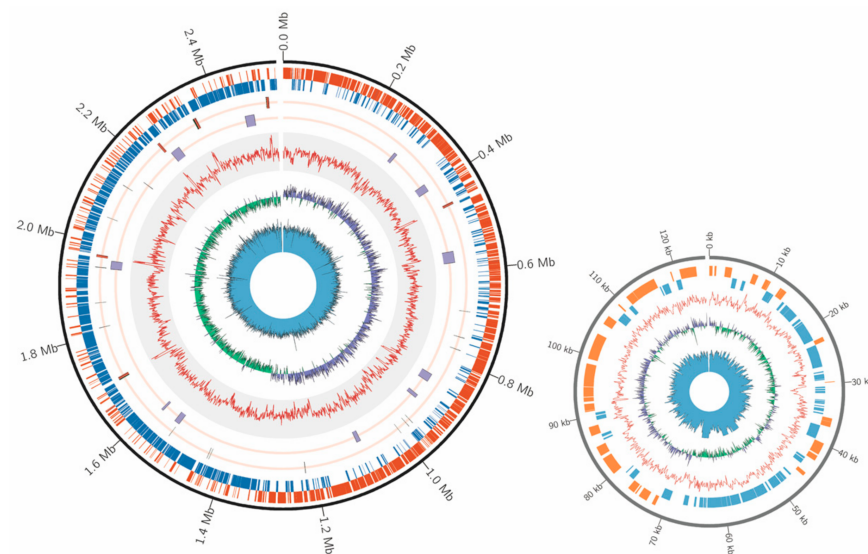 0.0 Mb
0.2 Mb
0.4 Mb
0.6 Mb
0.8 Mb
1.0 Mb
1.2 Mb
1.4 Mb
1.6 Mb
1.8 Mb
2.0 Mb
2.2 Mb
2.4 Mb
0 kb
10 kb
20 kb
30 k
40 kb
50 kb
60 kb
70 kb
80 kb
90 kb
100 kb
110 kb
120 kb